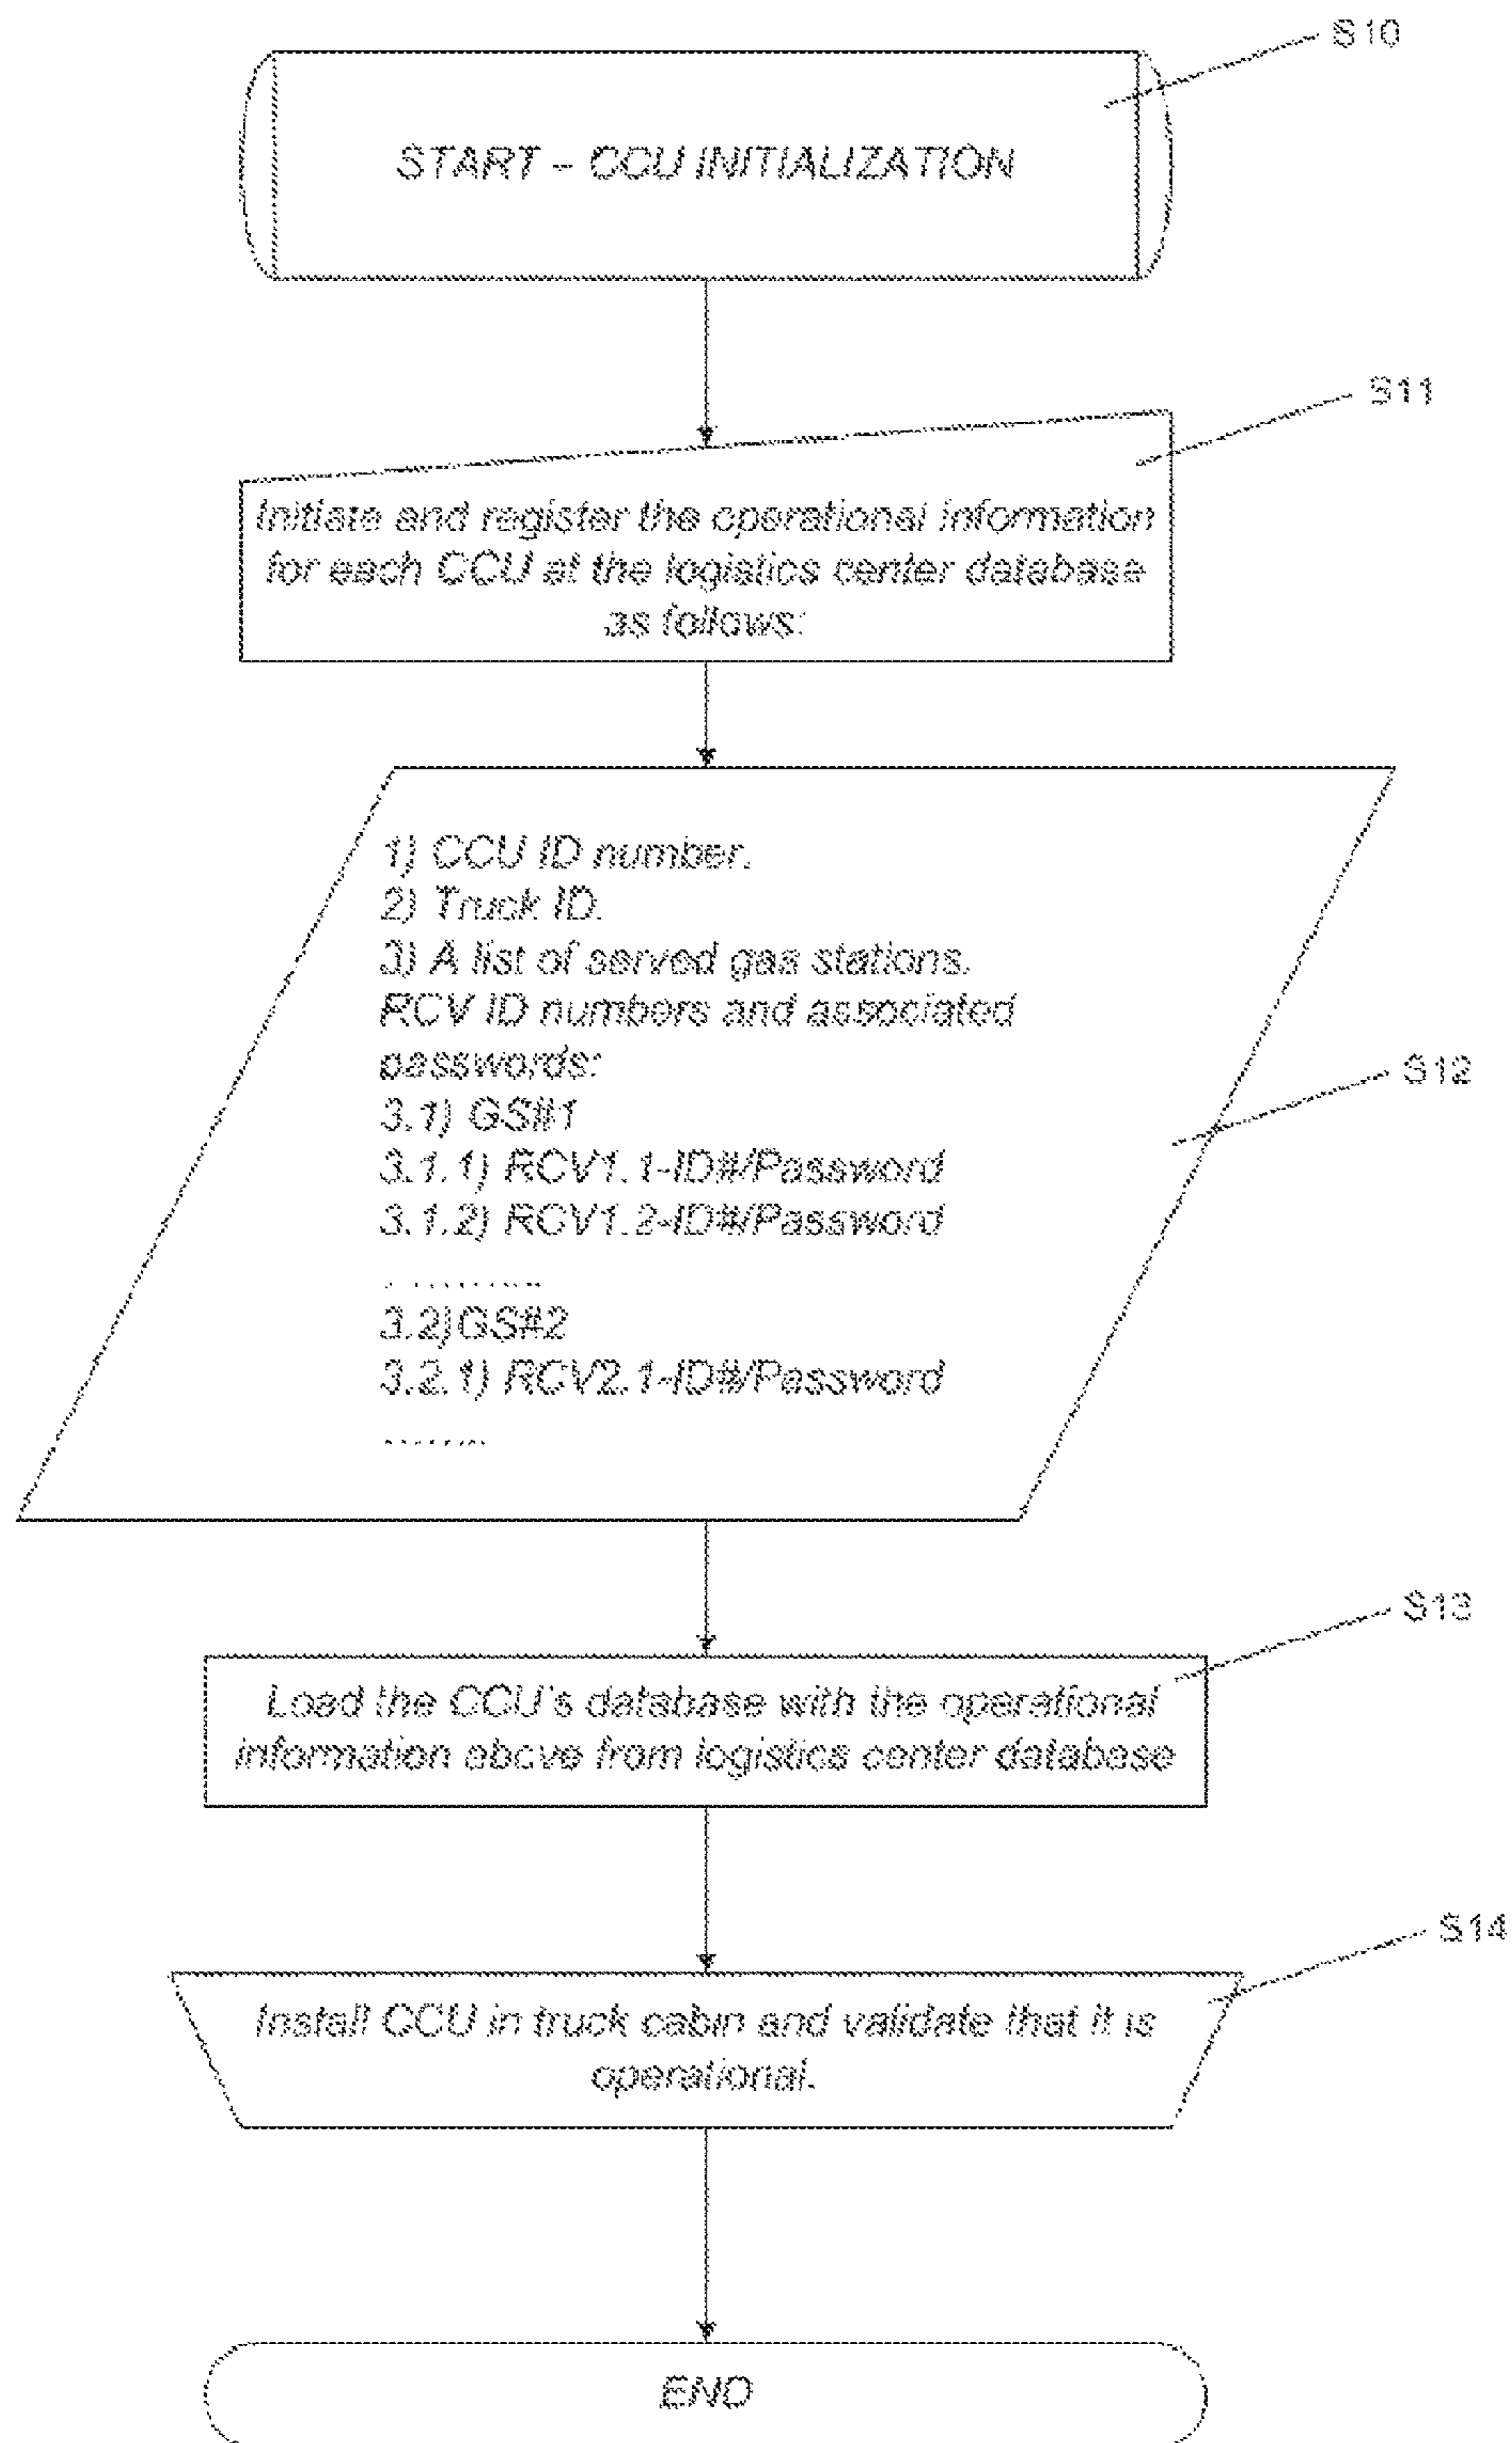 S10
START – CCU INITIALIZATION
S11
Initiate and register the operational information
for each CCU at the logistics center database
as follows:
1) CCU ID number.
2) Truck ID.
3) A list of served gas stations.
RCV ID numbers and associated
passwords:
3.1) GS#1
3.1.1) RCV1.1-ID#/Password
3.1.2) RCV1.2-ID#/Password
............
3.2)GS#2
3.2.1) RCV2.1-ID#/Password
........
S12
S13
Load the CCU's database with the operational
information above from logistics center database
S14
Install CCU in truck cabin and validate that it is
operational.
END